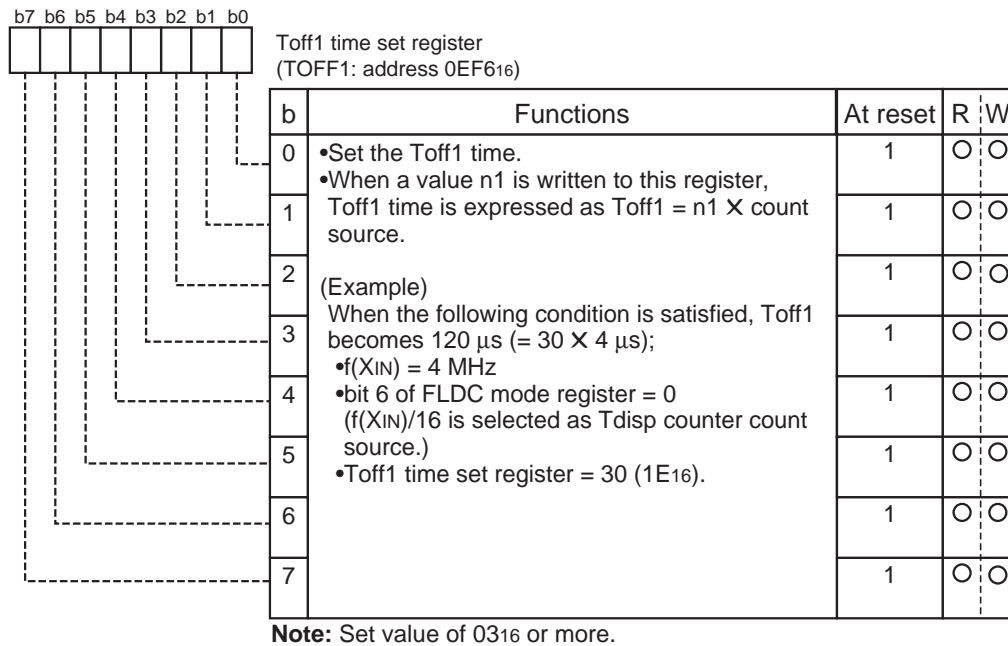 b7 b6 b5 b4 b3 b2 b1 b0
Toff1 time set register
(TOFF1: address 0EF616)
b Functions At reset R W
0 •Set the Toff1 time. 1 O O
•When a value n1 is written to this register,
1 Toff1 time is expressed as Toff1 = n1 X count 1 O O
source.
2 (Example) 1 O O
When the following condition is satisfied, Toff1
3 becomes 120 μs (= 30 X 4 μs); 1 O O
•f(XIN) = 4 MHz
4 •bit 6 of FLDC mode register = 0 1 O O
(f(XIN)/16 is selected as Tdisp counter count
5 source.) 1 O O
•Toff1 time set register = 30 (1E16).
6 1 O O
7 1 O O
Note: Set value of 0316 or more.